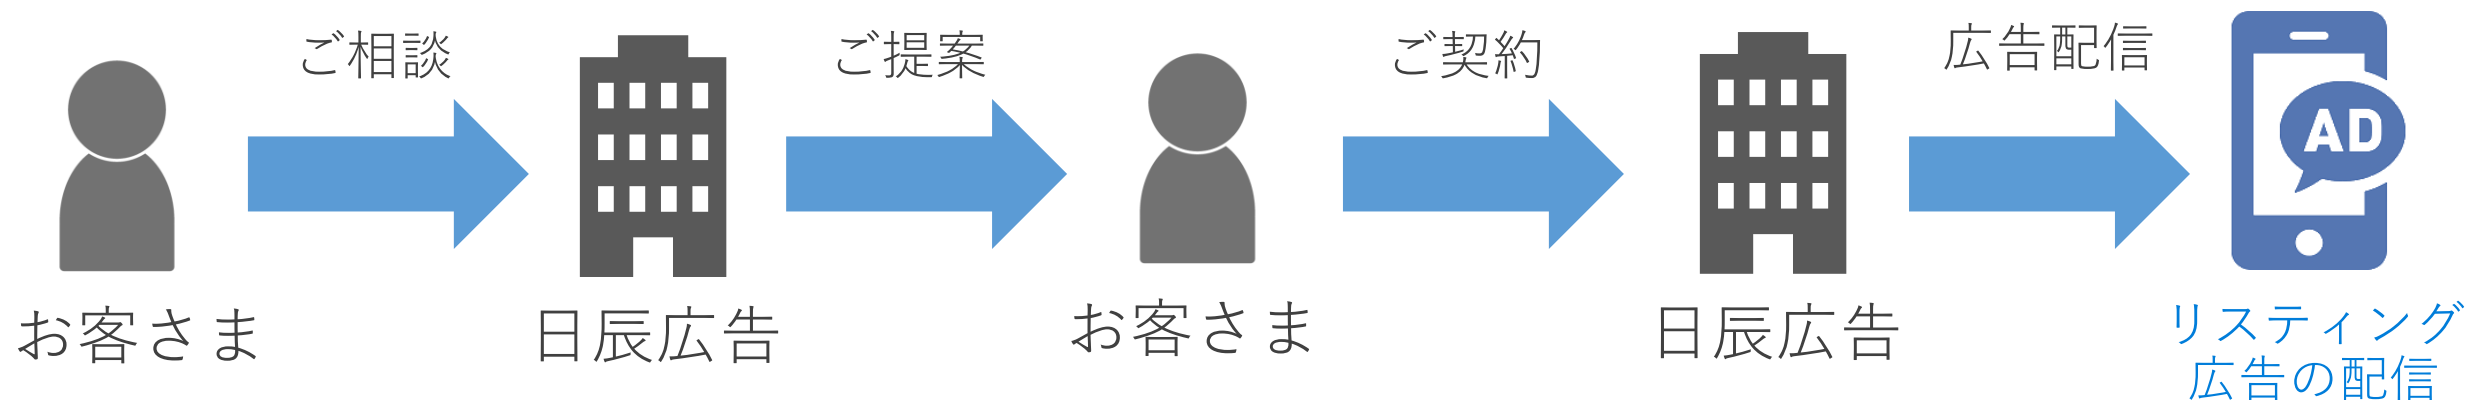 ご相談
ご提案
ご契約
広告配信
AD
お客さま
日辰広告
お客さま
日辰広告
リスティング
広告の配信